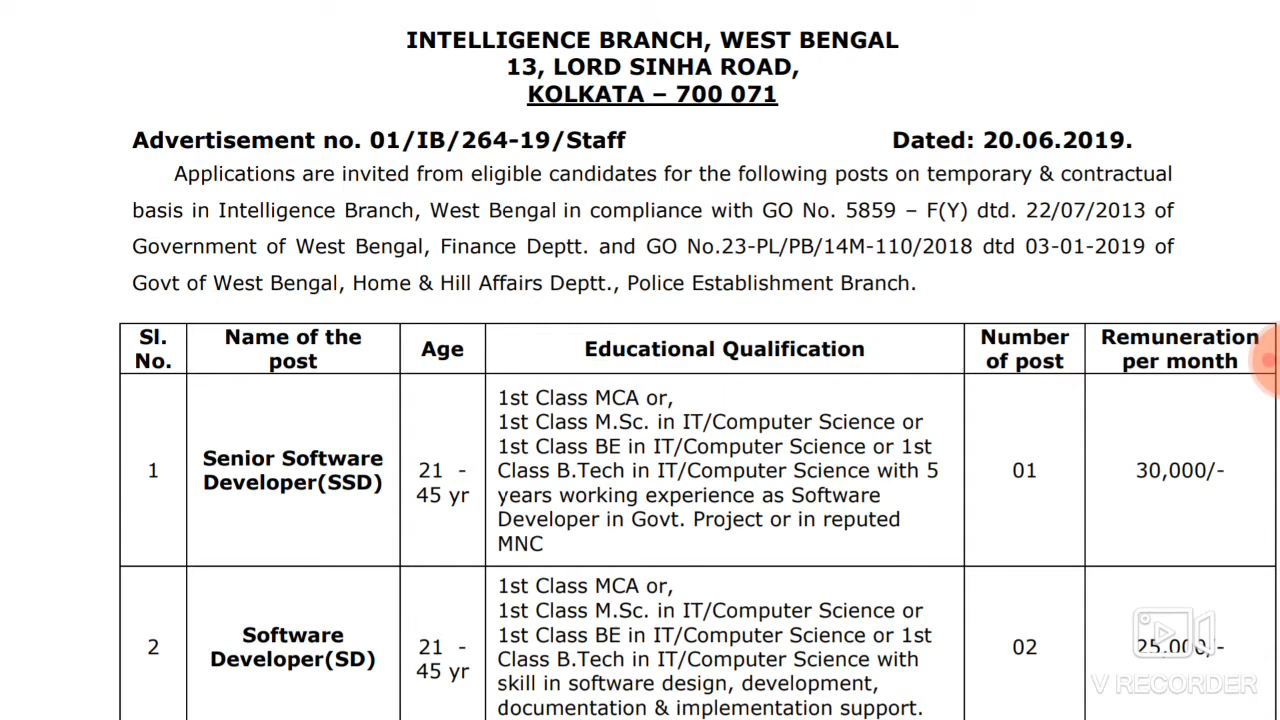 INTELLIGENCE BRANCH, WEST BENGAL
13, LORD SINHA ROAD,
KOLKATA – 700 071
Advertisement no. 01/IB/264-19/Staff Dated: 20.06.2019.
Applications are invited from eligible candidates for the following posts on temporary & contractual
basis in Intelligence Branch, West Bengal in compliance with GO No. 5859 – F(Y) dtd. 22/07/2013 of
Government of West Bengal, Finance Deptt. and GO No.23-PL/PB/14M-110/2018 dtd 03-01-2019 of
Govt of West Bengal, Home & Hill Affairs Deptt., Police Establishment Branch.
Sl. No.
Name of the post
Age
Educational Qualification
Number of post
Remuneration per month
1
Senior Software
Developer(SSD)
21 -
45 yr
1st Class MCA or,
1st Class M.Sc. in IT/Computer Science or
1st Class BE in IT/Computer Science or 1st
Class B.Tech in IT/Computer Science with 5
years working experience as Software
Developer in Govt. Project or in reputed
MNC
01
30,000/-
2
Software
Developer(SD)
21 -
45 yr
1st Class MCA or,
1st Class M.Sc. in IT/Computer Science or
1st Class BE in IT/Computer Science or 1st
Class B.Tech in IT/Computer Science with
skill in software design, development,
documentation & implementation support.
02
25,000/-
V RECORDER